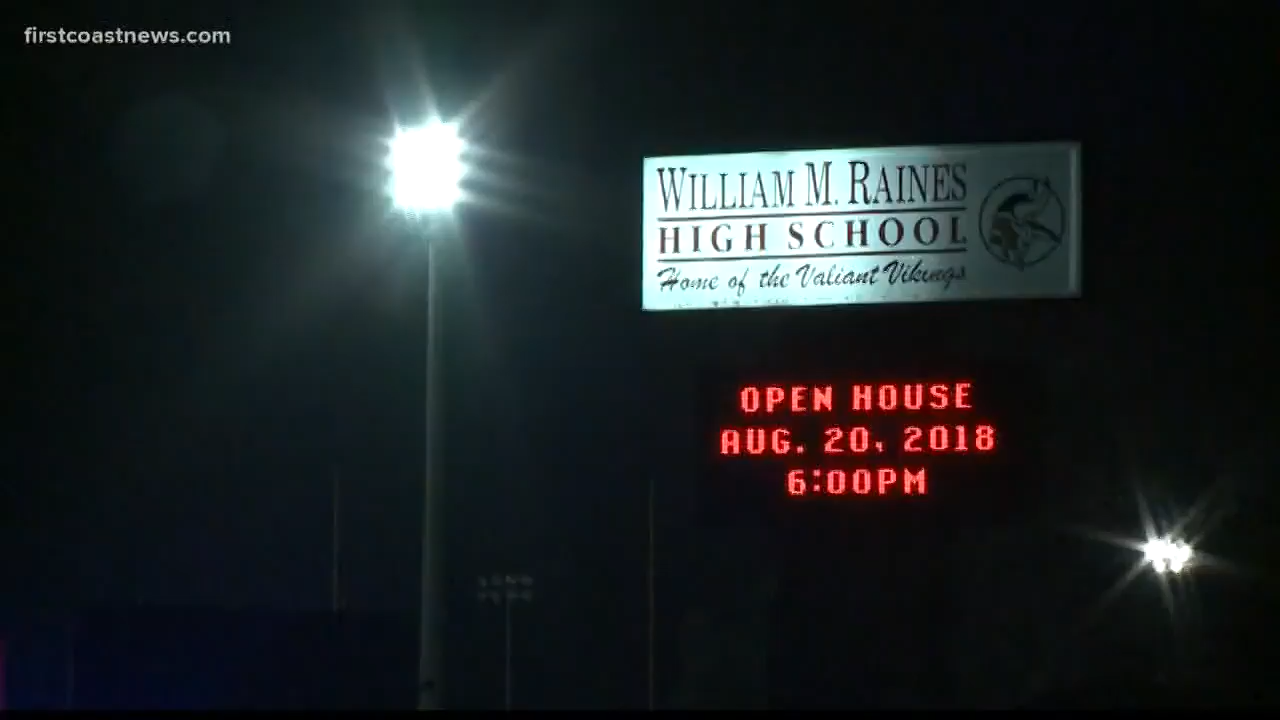 firstcoastnews.com
WILLIAM M. RAINES
HIGH SCHOOL
Home of the Valiant Vikings
OPEN HOUSE
AUG. 20, 2018
6:00PM